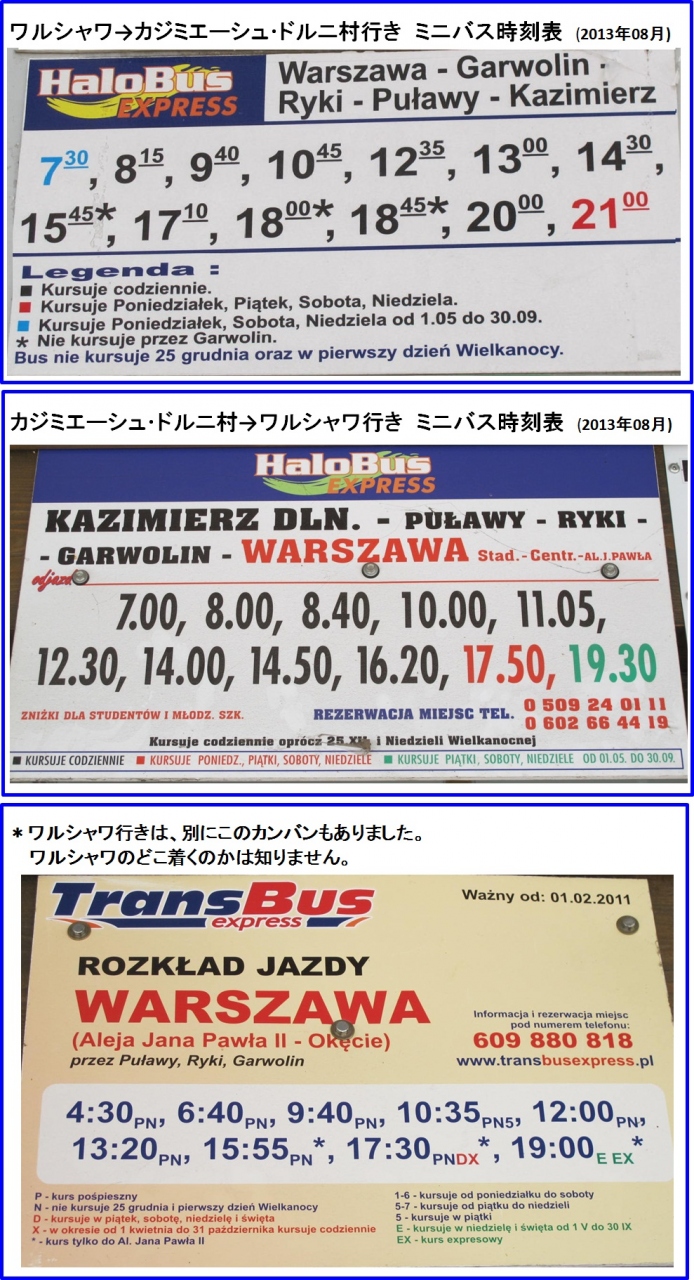 ワルシャワ→カジミエーシュ・ドルニ村行き ミニバス時刻表 (2013年08月)
HaloBus
EXPRESS
Warszawa - Garwolin -
Ryki - Puławy - Kazimierz
7³⁰, 8¹⁵, 9⁴⁰, 10⁴⁵, 12³⁵, 13⁰⁰, 14³⁰,
15⁴⁵*, 17¹⁰, 18⁰⁰*, 18⁴⁵*, 20⁰⁰, 21⁰⁰
Legenda :
■ Kursuje codziennie.
■ Kursuje Poniedziałek, Piątek, Sobota, Niedziela.
■ Kursuje Poniedziałek, Sobota, Niedziela od 1.05 do 30.09.
* Nie kursuje przez Garwolin.
Bus nie kursuje 25 grudnia oraz w pierwszy dzień Wielkanocy.
カジミエーシュ・ドルニ村→ワルシャワ行き ミニバス時刻表 (2013年08月)
HaloBus
EXPRESS
KAZIMIERZ DLN. - PUŁAWY - RYKI -
- GARWOLIN - WARSZAWA Stad.-Centr.-AL.J.PAWŁA
7.00, 8.00, 8.40, 10.00, 11.05,
12.30, 14.00, 14.50, 16.20, 17.50, 19.30
ZNIŻKI DLA STUDENTÓW I MŁODZ. SZK.
REZERWACJA MIEJSC TEL. 0 509 24 01 11
0 602 66 44 19
Kursuje codziennie oprócz 25 XII i Niedzieli Wielkanocnej
■ KURSUJE CODZIENNIE ■ KURSUJE PONIEDZ., PIĄTKI, SOBOTY, NIEDZIELE ■ KURSUJE PIĄTKI, SOBOTY, NIEDZIELE OD 01.05. DO 30.09.
* ワルシャワ行きは、別にこのカンバンもありました。
ワルシャワのどこ着くのかは知りません。
TransBus
express
Ważny od: 01.02.2011
ROZKŁAD JAZDY
WARSZAWA
(Aleja Jana Pawła II - Okęcie)
przez Puławy, Ryki, Garwolin
Informacja i rezerwacja miejsc
pod numerem telefonu:
609 880 818
www.transbusexpress.pl
4:30PN, 6:40PN, 9:40PN, 10:35PN5, 12:00PN,
13:20PN, 15:55PN*, 17:30PNDX*, 19:00E EX*
P - kurs pośpieszny
N - nie kursuje 25 grudnia i pierwszy dzień Wielkanocy
D - kursuje w piątek, sobotę, niedzielę i święta
X - w okresie od 1 kwietnia do 31 października kursuje codziennie
* - kurs tylko do Al. Jana Pawła II
1-6 - kursuje od poniedziałku do soboty
5-7 - kursuje od piątku do niedzieli
5 - kursuje w piątki
E - kursuje w niedzielę i święta od 1 V do 30 IX
EX - kurs expresowy